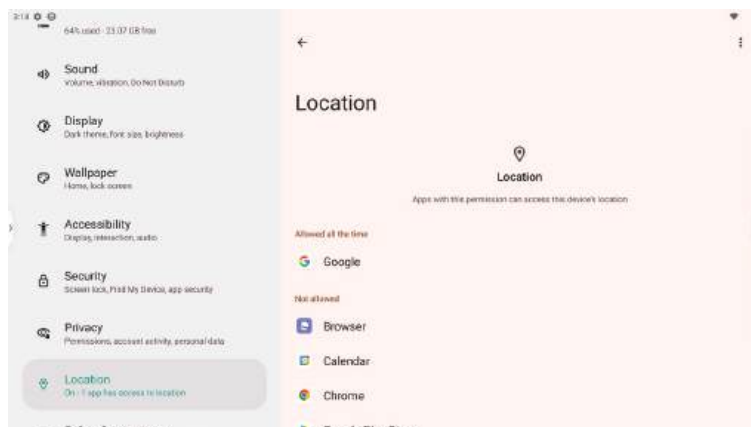 3:14
64% used - 23.07 GB free
Sound
Volume, vibration, Do Not Disturb
Display
Dark theme, font size, brightness
Wallpaper
Home, lock screen
Accessibility
Display, interaction, audio
Security
Screen lock, Find My Device, app security
Privacy
Permissions, account activity, personal data
Location
On - 1 app has access to location
Location
Location
Apps with this permission can access this device's location
Allowed all the time
Google
Not allowed
Browser
Calendar
Chrome